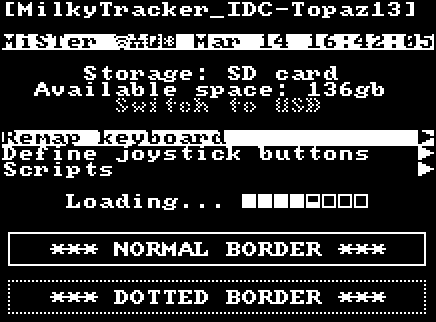 [MilkyTracker_IDC-Topaz13]
MiSTer Mar 14 16:42:05
Storage: SD card
Available space: 136gb
Switch to USB
Remap keyboard
Define joystick buttons
Scripts
Loading...
*** NORMAL BORDER ***
*** DOTTED BORDER ***